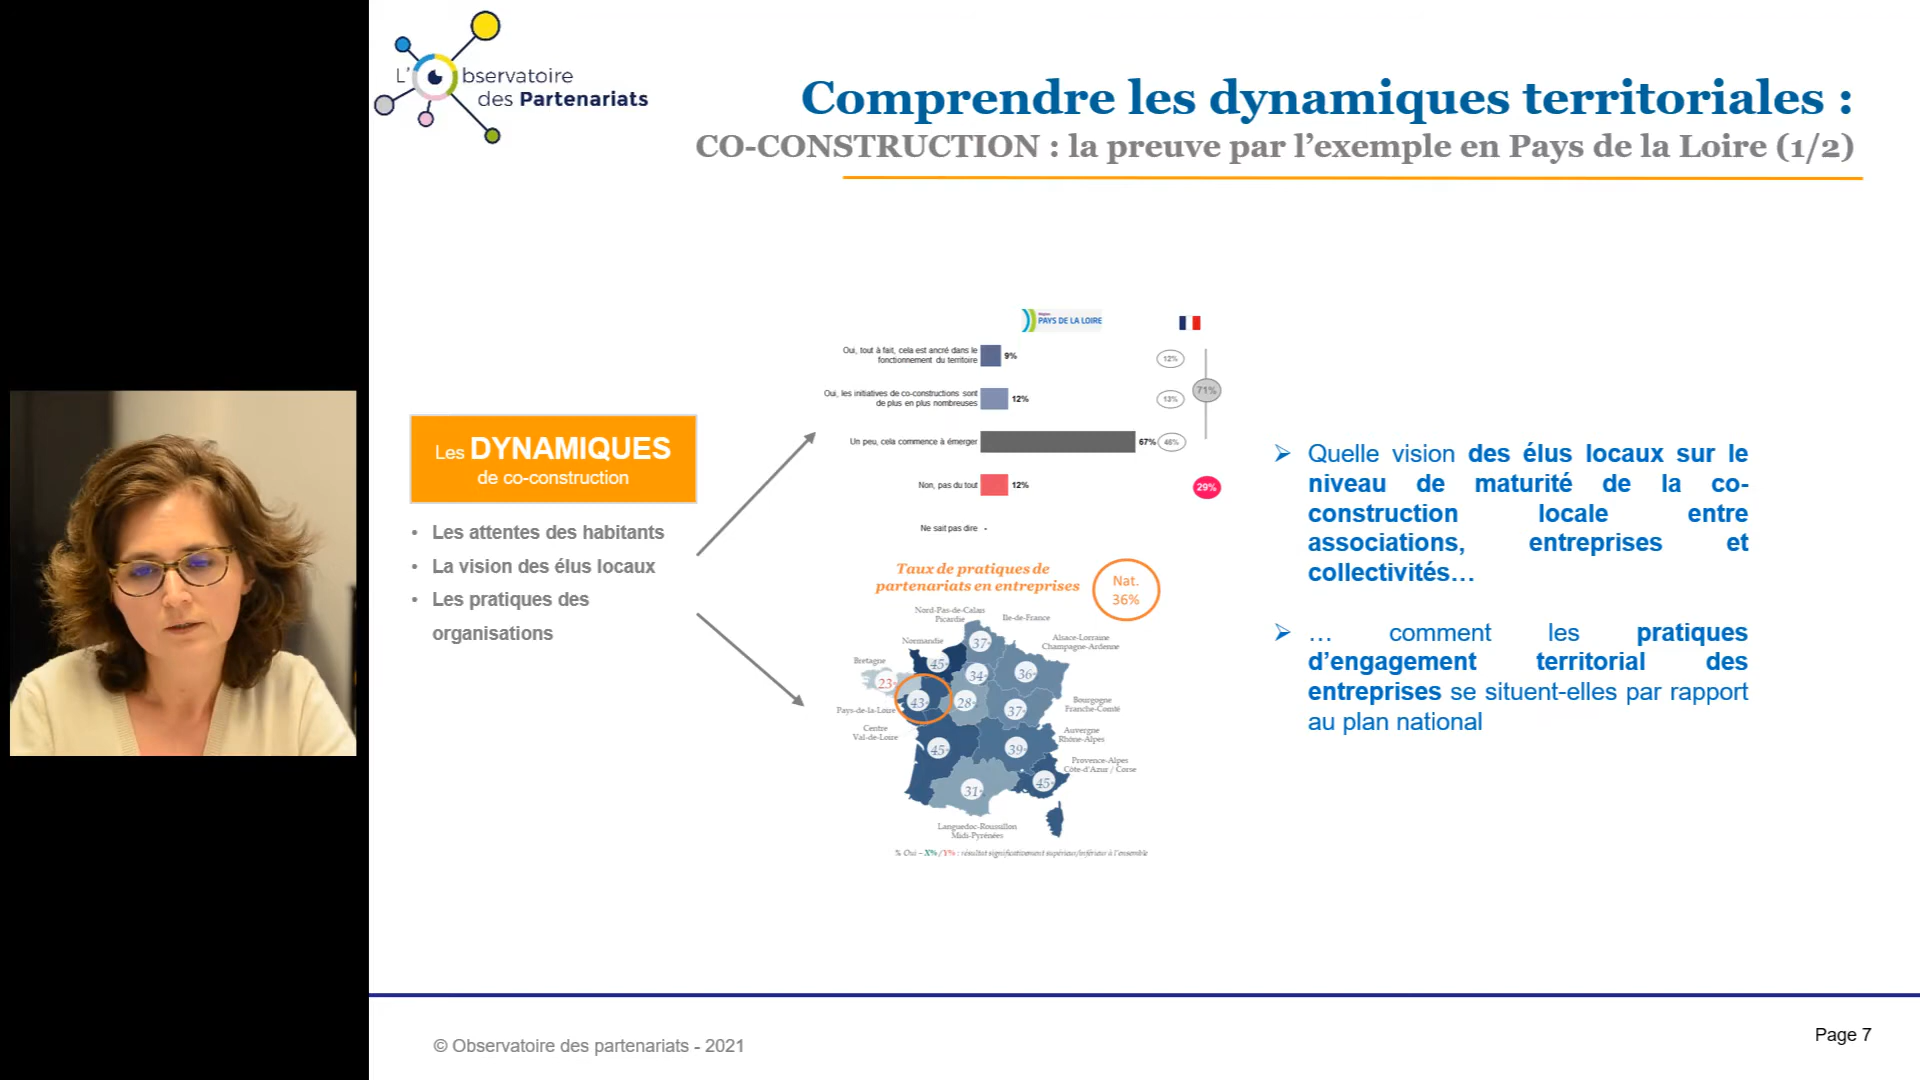 L'Observatoire
des Partenariats
Comprendre les dynamiques territoriales :
CO-CONSTRUCTION : la preuve par l’exemple en Pays de la Loire (1/2)
Les DYNAMIQUES
de co-construction
• Les attentes des habitants
• La vision des élus locaux
• Les pratiques des
organisations
PAYS DE LA LOIRE
Oui, tout à fait, cela est ancré dans le
fonctionnement du territoire
9%
12%
Oui, les initiatives de co-constructions sont
de plus en plus nombreuses
12%
13%
71%
Un peu, cela commence à émerger
67%
46%
Non, pas du tout
12%
29%
Ne sait pas dire -
Taux de pratiques de
partenariats en entreprises
Nat.
36%
Nord-Pas-de-Calais
Picardie
Ile-de-France
Normandie
Alsace-Lorraine
Champagne-Ardenne
Bretagne
Pays-de-la-Loire
Centre
Val-de-Loire
Bourgogne
Franche-Comté
Auvergne
Rhône-Alpes
Provence-Alpes
Côte-d'Azur / Corse
Languedoc-Roussillon
Midi-Pyrénées
37%
45%
34%
36%
23%
43%
28%
37%
45%
39%
45%
31%
% Oui – X% / Y% : résultat significativement supérieur/inférieur à l'ensemble
➢ Quelle vision des élus locaux sur le
niveau de maturité de la co-
construction locale entre
associations, entreprises et
collectivités…
➢ … comment les pratiques
d’engagement territorial des
entreprises se situent-elles par rapport
au plan national
© Observatoire des partenariats - 2021
Page 7